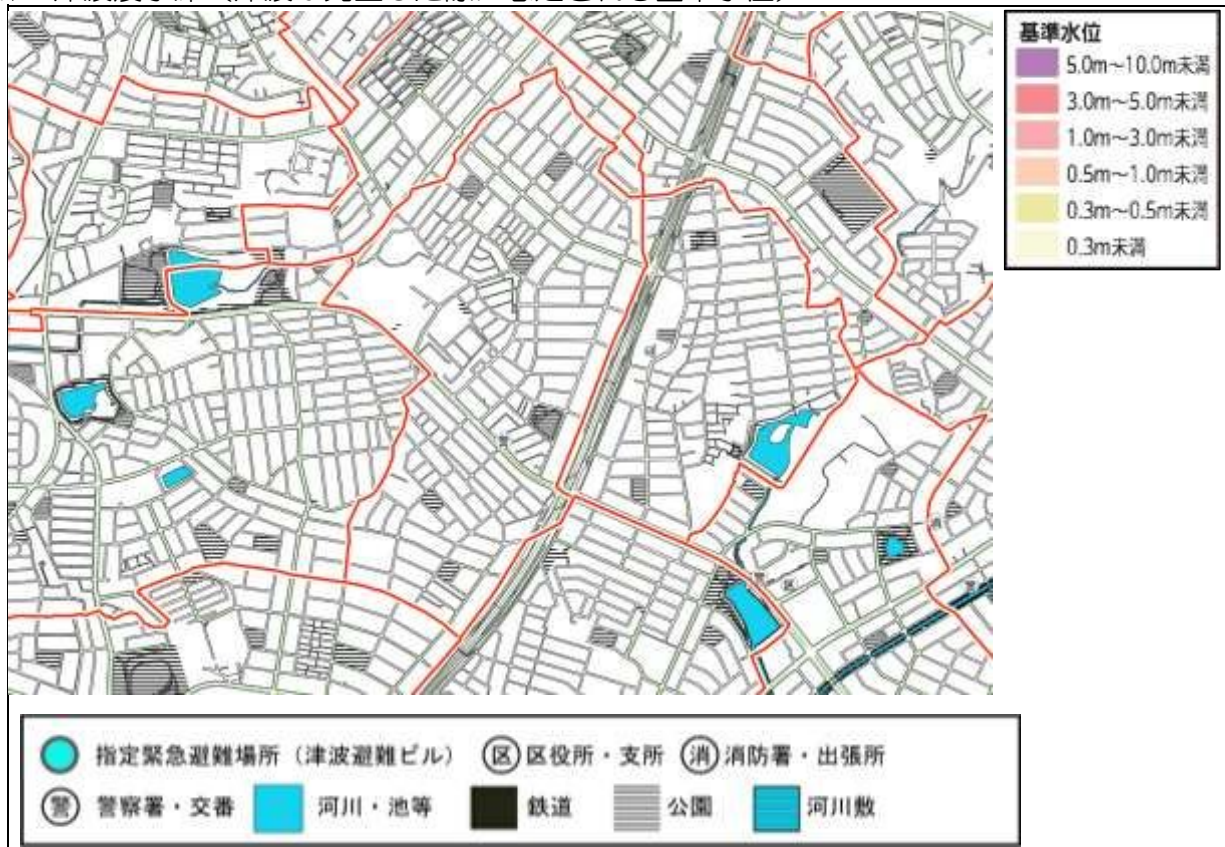 基準水位
5.0m～10.0m未満
3.0m～5.0m未満
1.0m～3.0m未満
0.5m～1.0m未満
0.3m～0.5m未満
0.3m未満
指定緊急避難場所（津波避難ビル） 区 区役所・支所 消 消防署・出張所
警 警察署・交番 河川・池等 鉄道 公園 河川敷